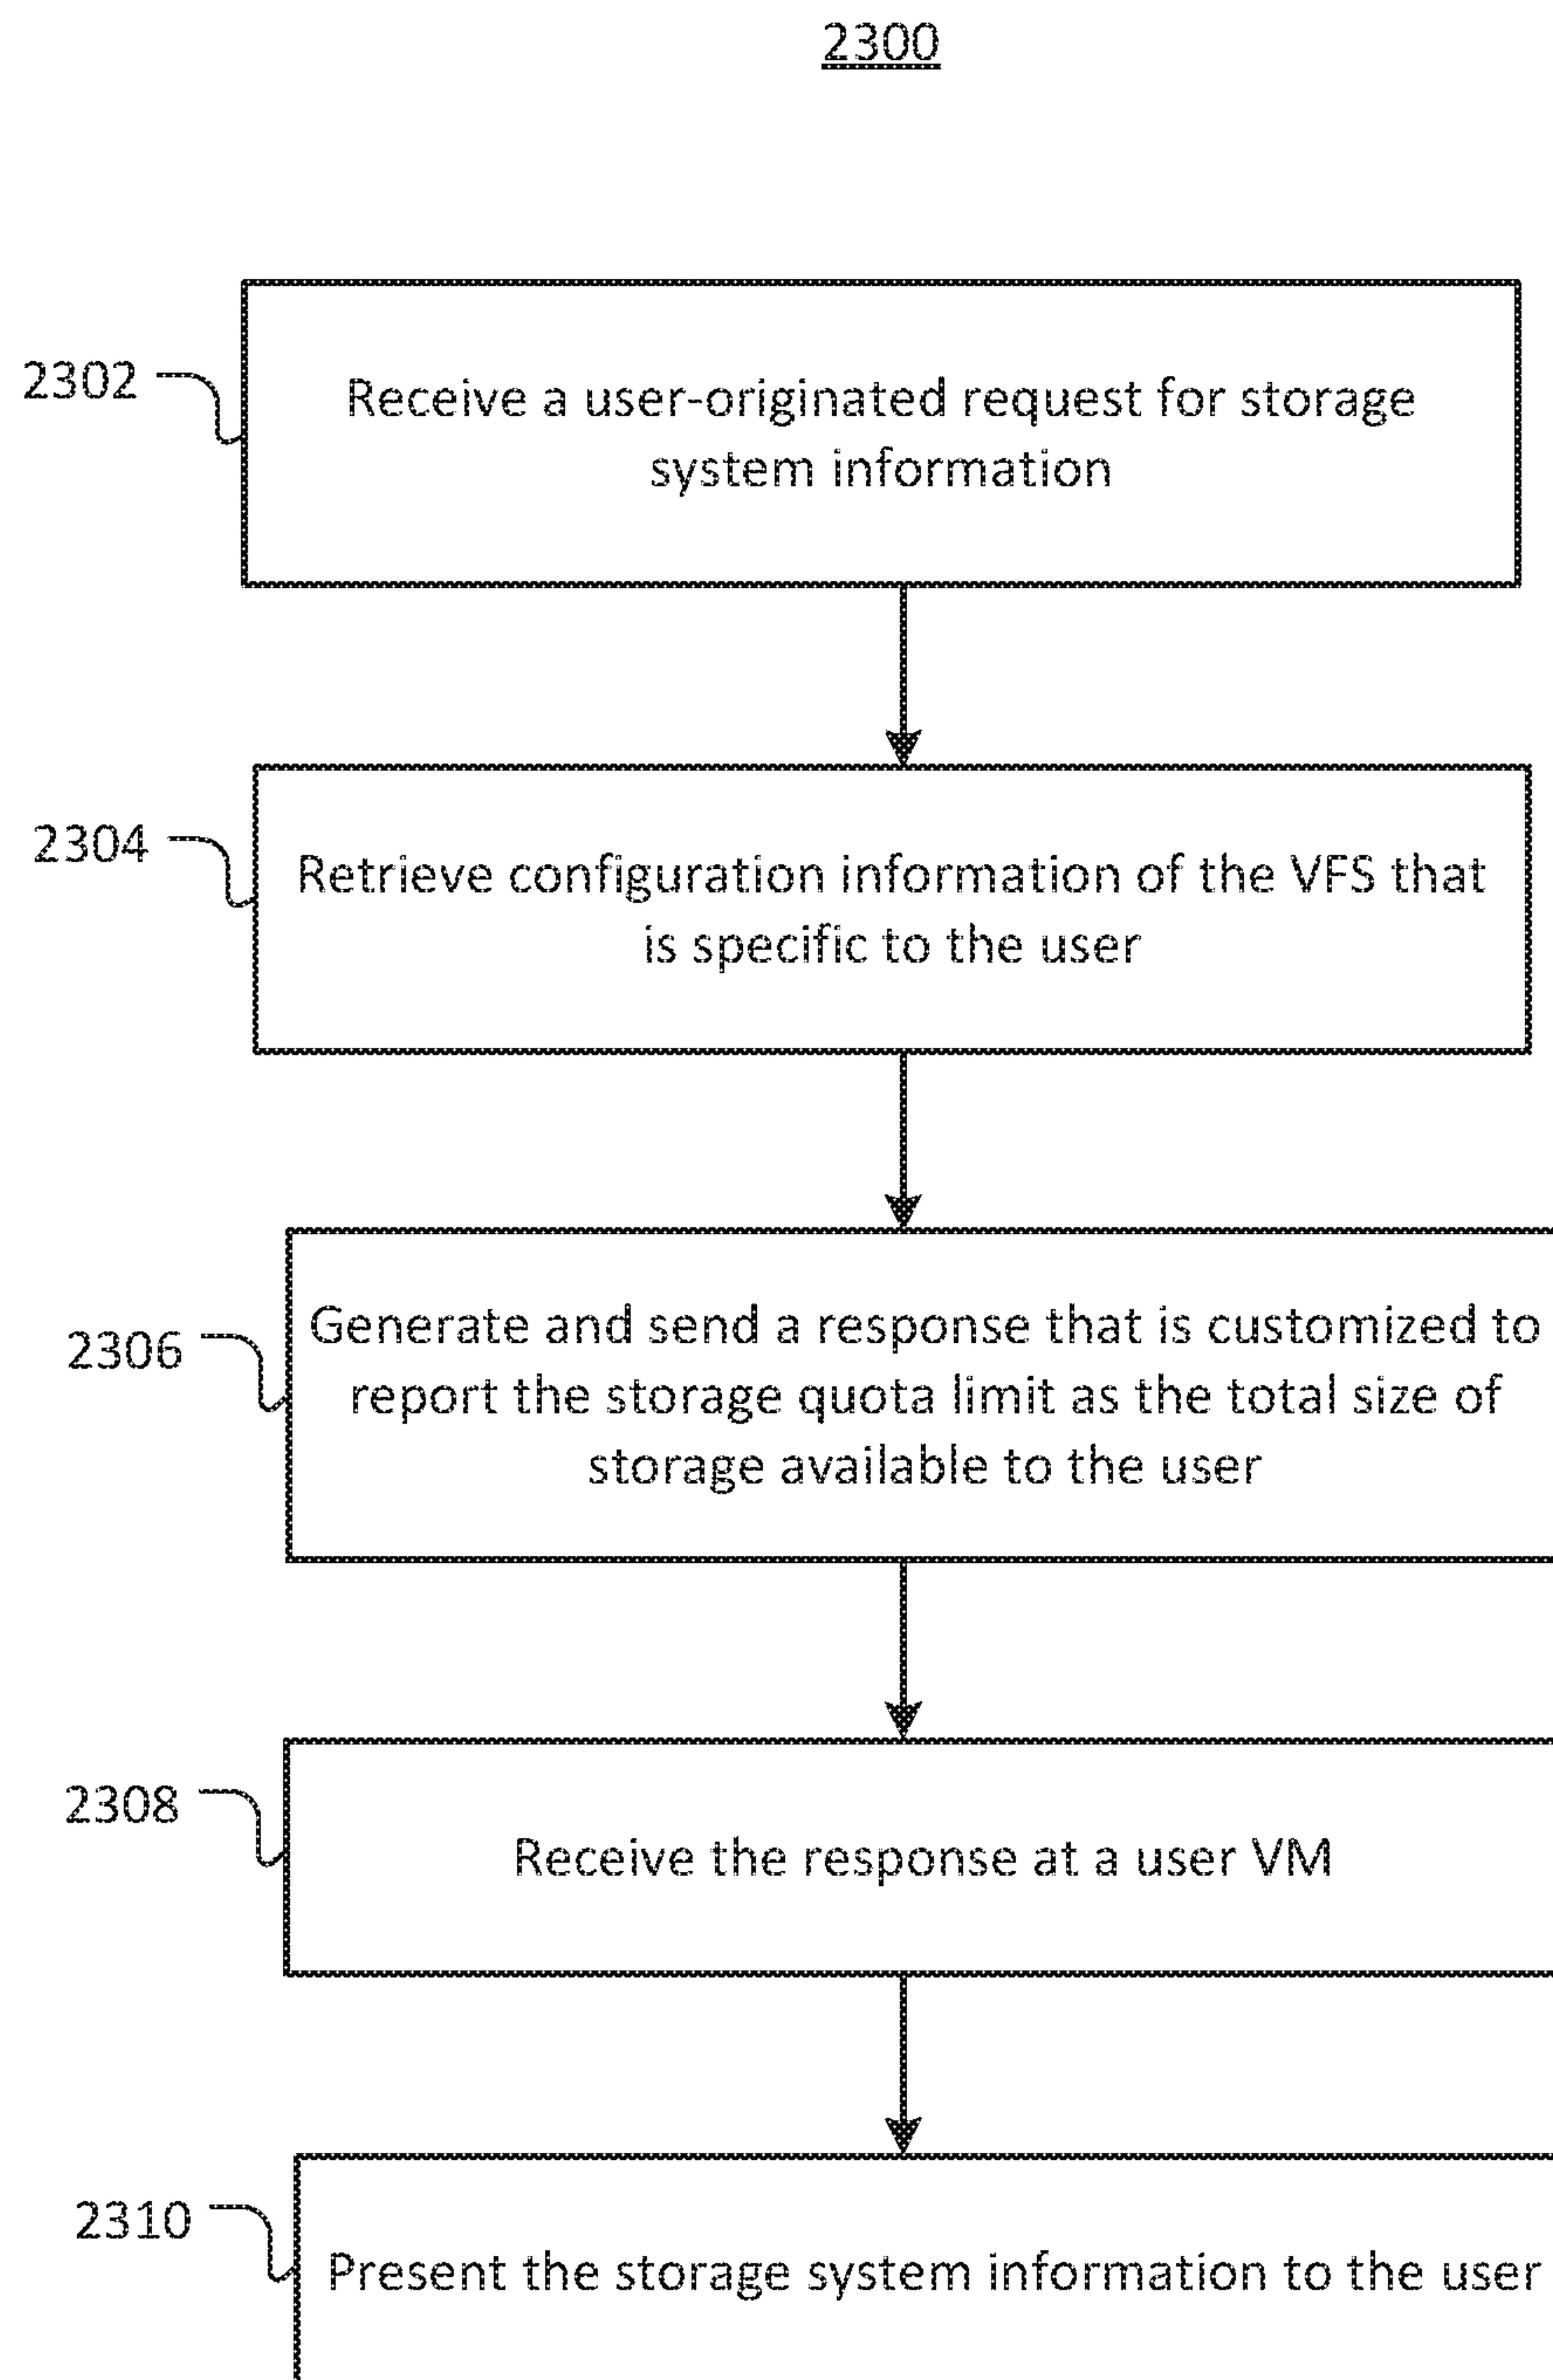 2300
2302
Receive a user-originated request for storage
system information
2304
Retrieve configuration information of the VFS that
is specific to the user
2306
Generate and send a response that is customized to
report the storage quota limit as the total size of
storage available to the user
2308
Receive the response at a user VM
2310
Present the storage system information to the user